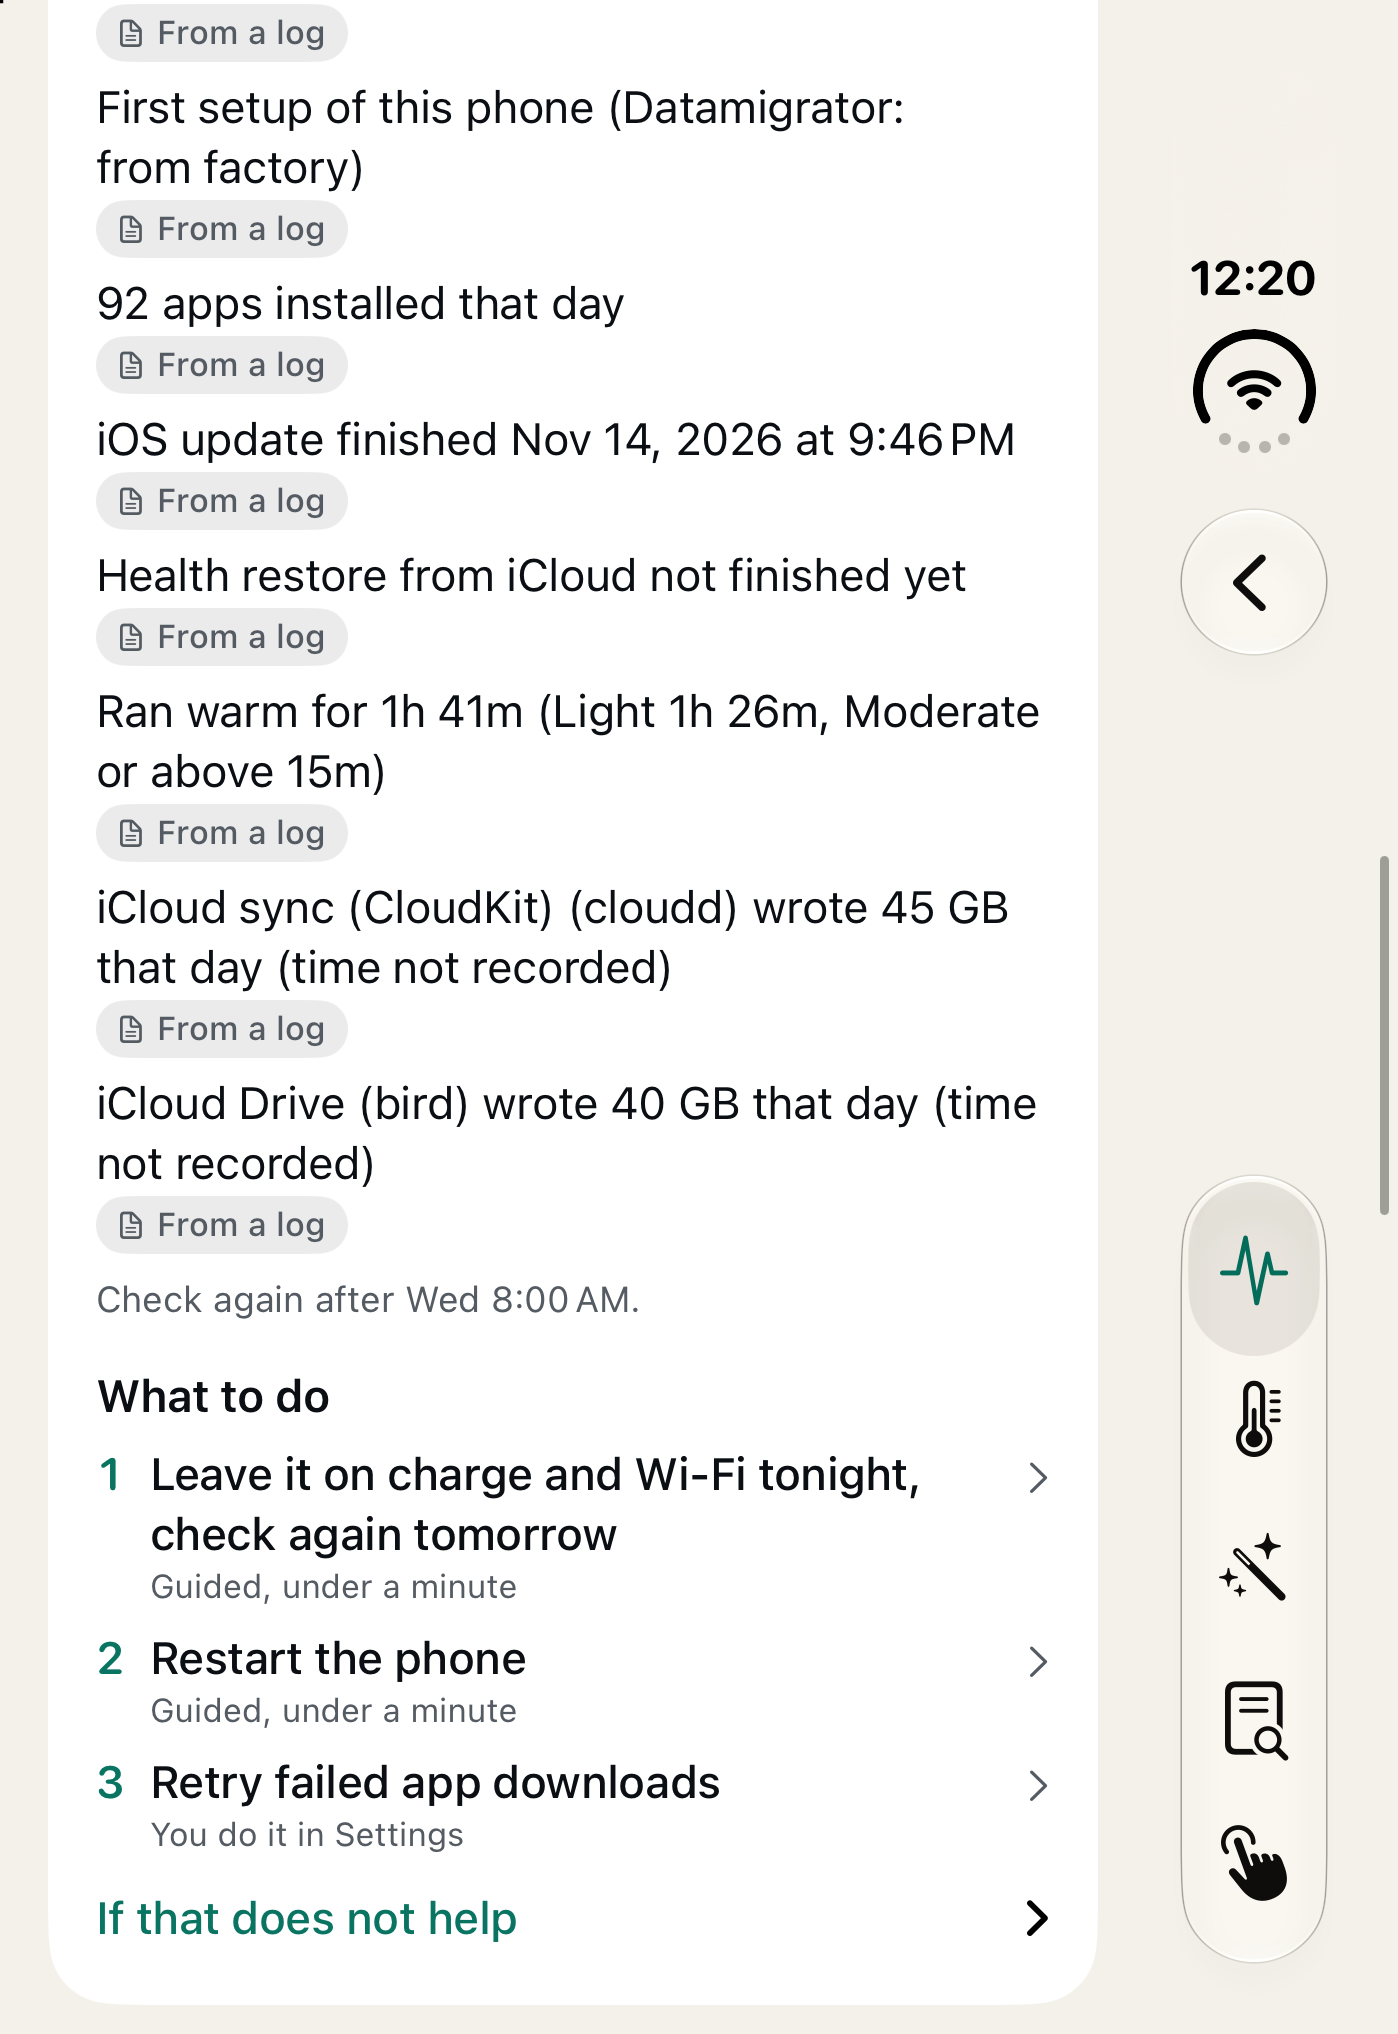 From a log
First setup of this phone (Datamigrator:
from factory)
From a log
92 apps installed that day
From a log
iOS update finished Nov 14, 2026 at 9:46 PM
From a log
Health restore from iCloud not finished yet
From a log
Ran warm for 1h 41m (Light 1h 26m, Moderate
or above 15m)
From a log
iCloud sync (CloudKit) (cloudd) wrote 45 GB
that day (time not recorded)
From a log
iCloud Drive (bird) wrote 40 GB that day (time
not recorded)
From a log
Check again after Wed 8:00 AM.
What to do
1 Leave it on charge and Wi-Fi tonight,
check again tomorrow
Guided, under a minute
2 Restart the phone
Guided, under a minute
3 Retry failed app downloads
You do it in Settings
If that does not help
12:20